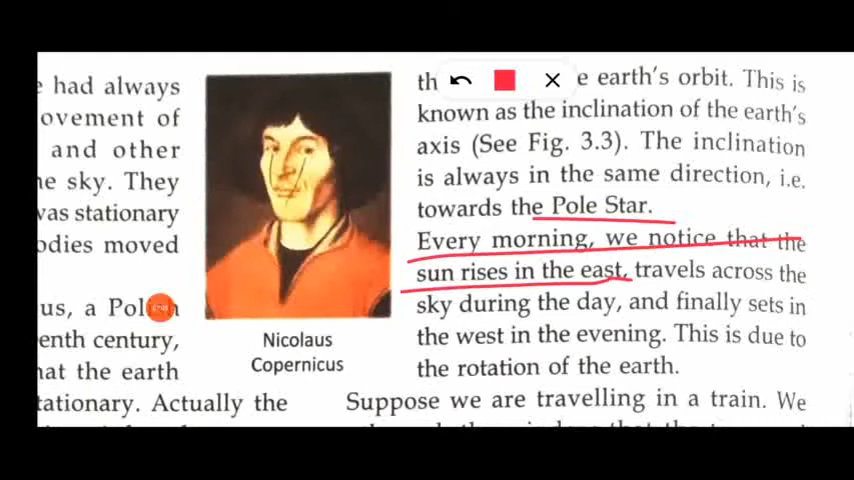 e had always
ovement of
and other
he sky. They
was stationary
odies moved
us, a Polish
enth century,
hat the earth
tationary. Actually the
Nicolaus
Copernicus
e earth's orbit. This is
known as the inclination of the earth's
axis (See Fig. 3.3). The inclination
is always in the same direction, i.e.
towards the Pole Star.
Every morning, we notice that the
sun rises in the east, travels across the
sky during the day, and finally sets in
the west in the evening. This is due to
the rotation of the earth.
Suppose we are travelling in a train. We